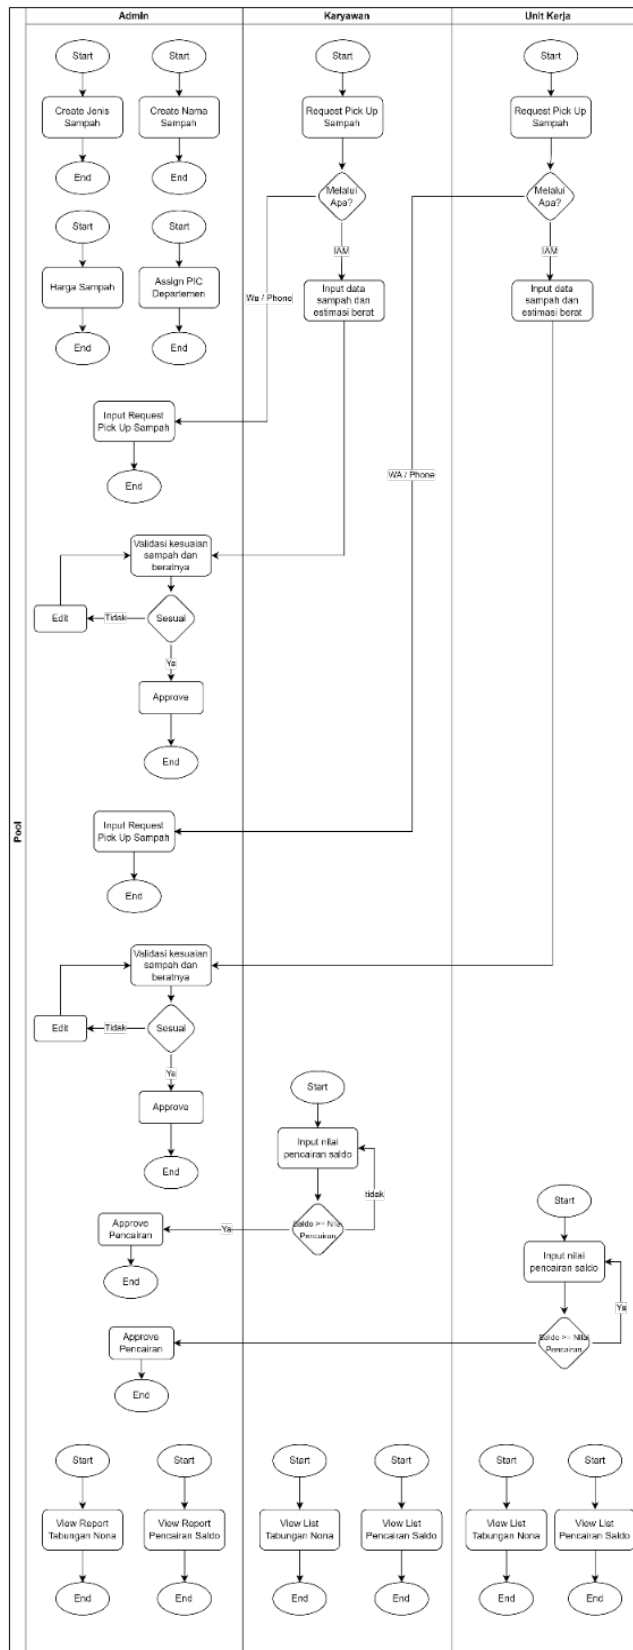 Admin
Karyawan
Unit Kerja
Pool
Start
Start
Start
Start
Create Jenis
Sampah
Create Nama
Sampah
Request Pick Up
Sampah
Request Pick Up
Sampah
End
End
Melalui
Apa?
Melalui
Apa?
Start
Start
IAM
IAM
Harga Sampah
Assign PIC
Departemen
Wa / Phone
Input data
sampah dan
estimasi berat
Input data
sampah dan
estimasi berat
End
End
Input Request
Pick Up Sampah
WA / Phone
End
Validasi kesuaian
sampah dan
beratnya
Edit
Tidak
Sesuai
Ya
Approve
End
Input Request
Pick Up Sampah
End
Validasi kesuaian
sampah dan
beratnya
Edit
Tidak
Sesuai
Ya
Approve
End
Start
Input nilai
pencairan saldo
tidak
Saldo >= Nilai
Pencairan
Ya
Approve
Pencairan
End
Start
Input nilai
pencairan saldo
Ya
Saldo >= Nilai
Pencairan
Approve
Pencairan
End
Start
Start
Start
Start
Start
Start
View Report
Tabungan Nona
View Report
Pencairan Saldo
View List
Tabungan Nona
View List
Pencairan Saldo
View List
Tabungan Nona
View List
Pencairan Saldo
End
End
End
End
End
End